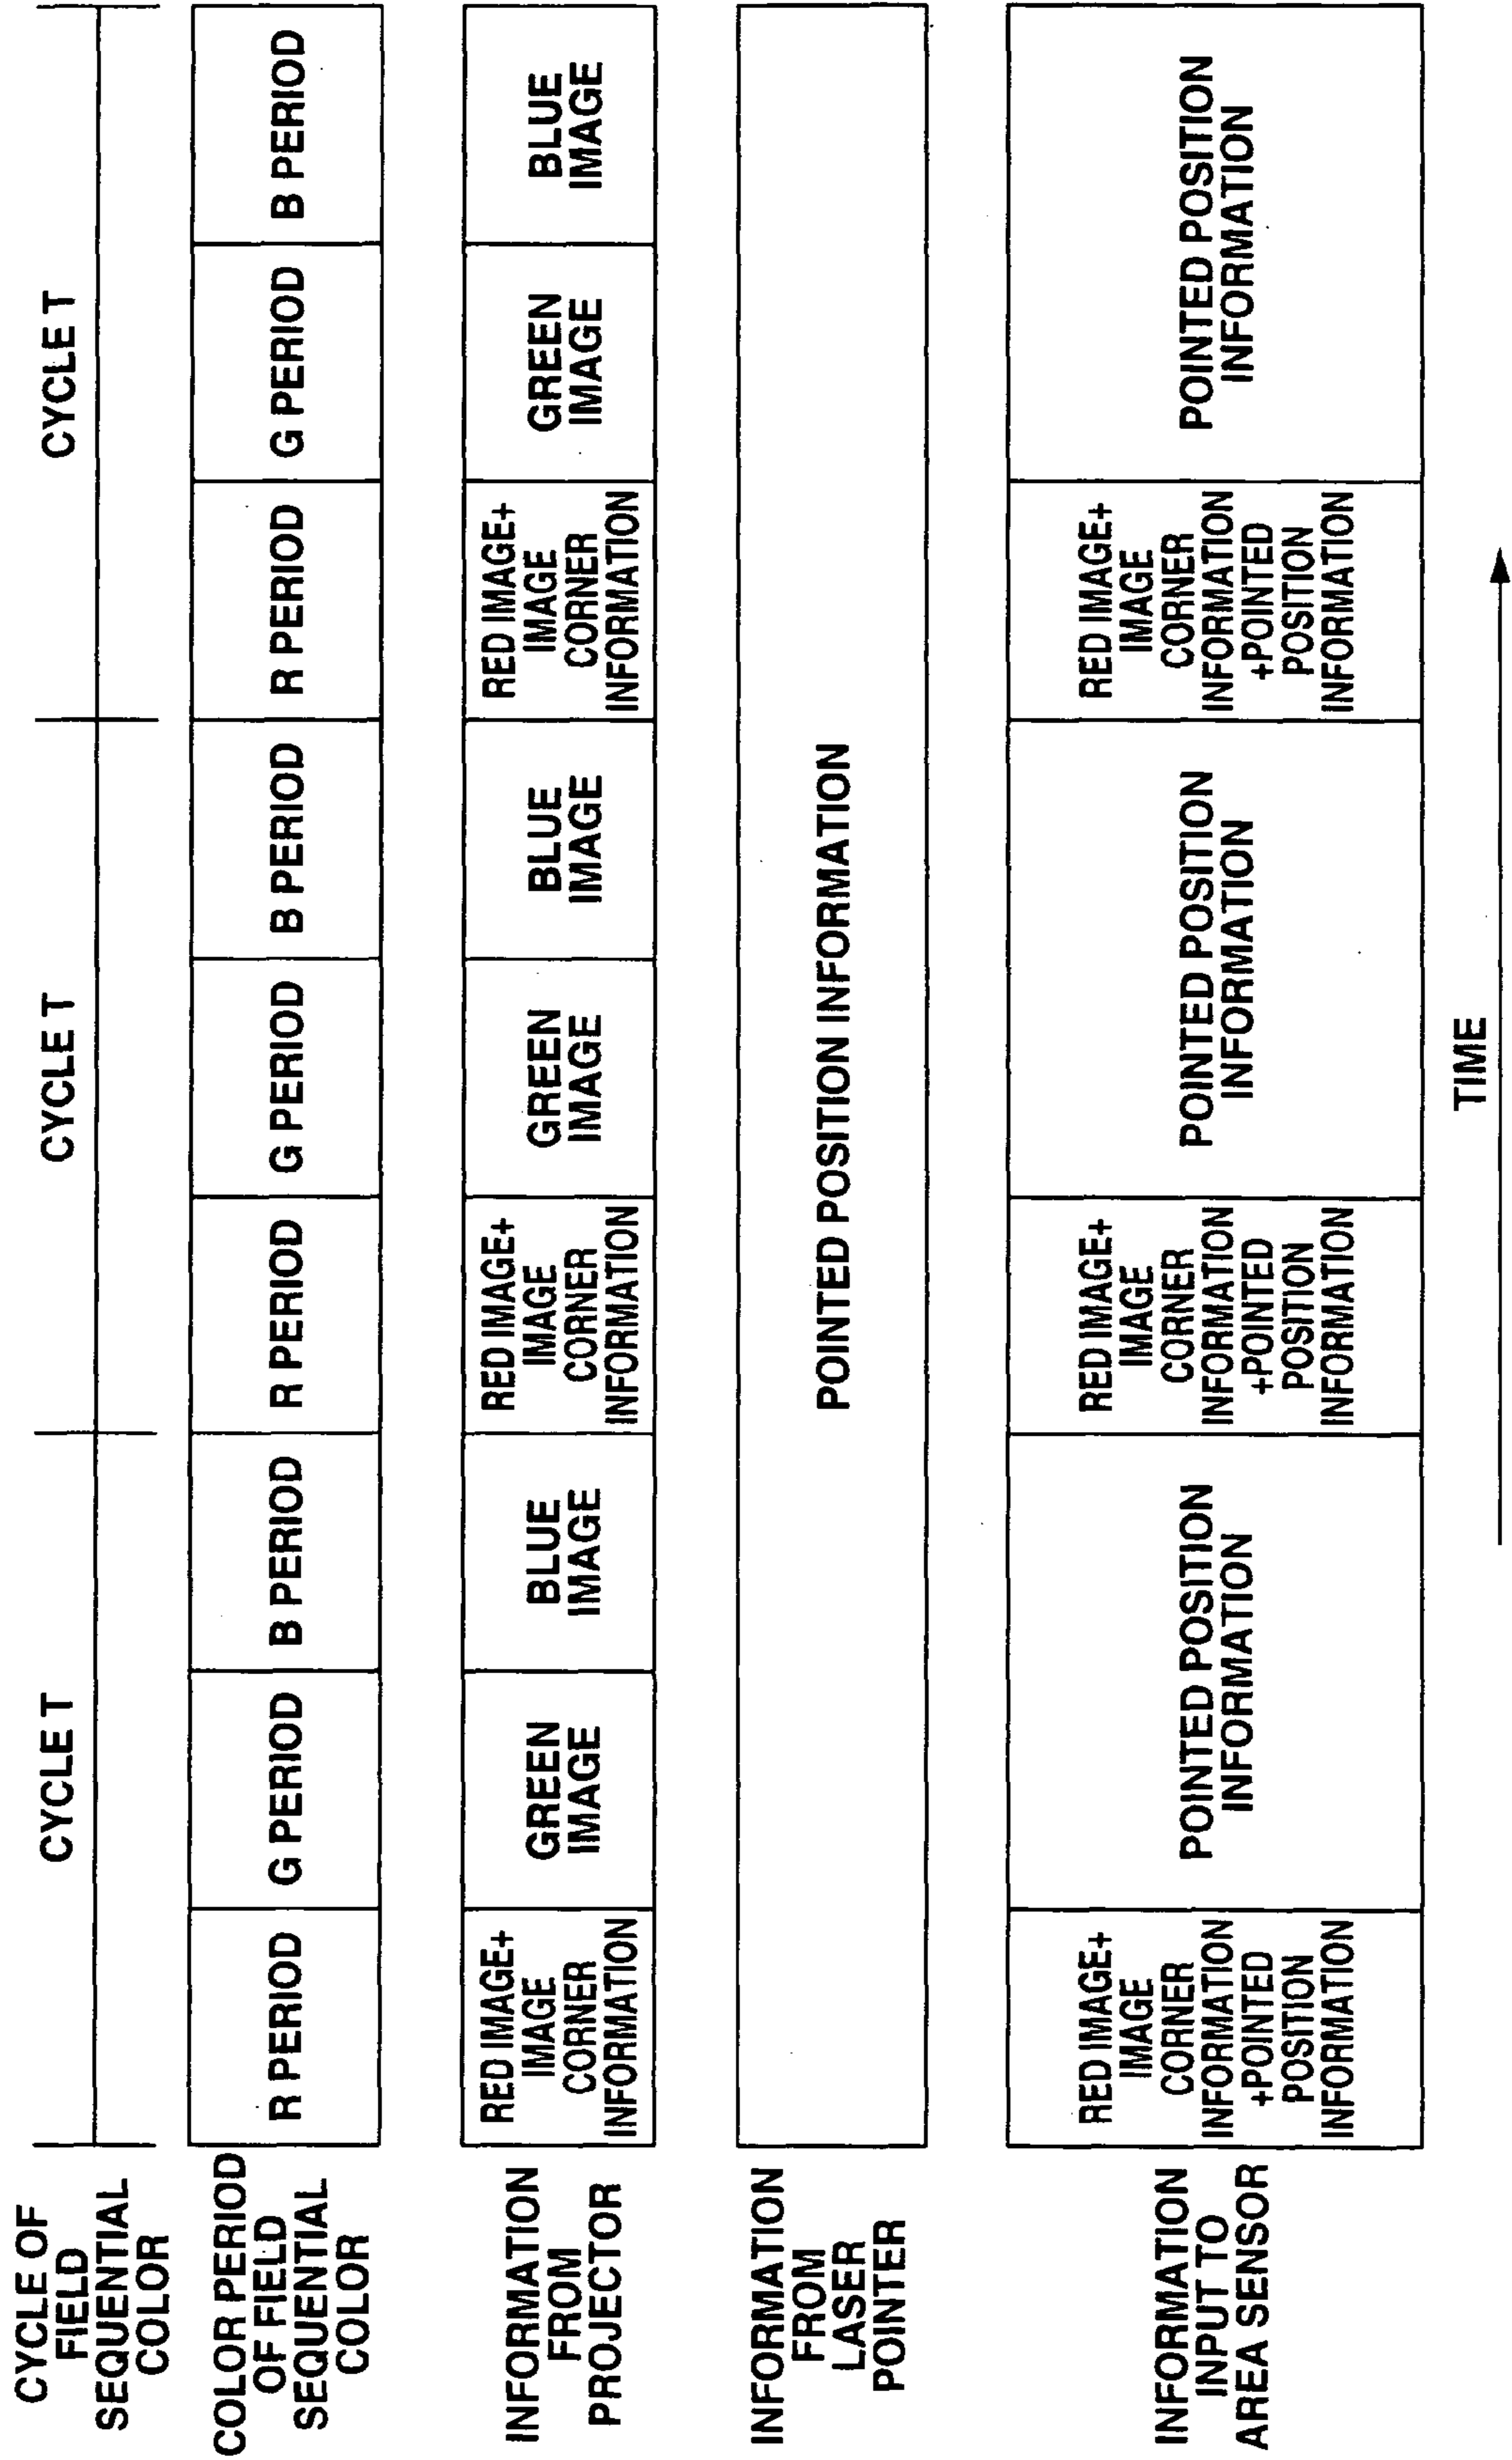 CYCLE OF
FIELD
SEQUENTIAL
COLOR
CYCLE T
CYCLE T
CYCLE T
COLOR PERIOD
OF FIELD
SEQUENTIAL
COLOR
R PERIOD
G PERIOD
B PERIOD
R PERIOD
G PERIOD
B PERIOD
R PERIOD
G PERIOD
B PERIOD
INFORMATION
FROM
PROJECTOR
RED IMAGE+
IMAGE
CORNER
INFORMATION
GREEN
IMAGE
BLUE
IMAGE
RED IMAGE+
IMAGE
CORNER
INFORMATION
GREEN
IMAGE
BLUE
IMAGE
RED IMAGE+
IMAGE
CORNER
INFORMATION
GREEN
IMAGE
BLUE
IMAGE
INFORMATION
FROM
LASER
POINTER
POINTED POSITION INFORMATION
INFORMATION
INPUT TO
AREA SENSOR
RED IMAGE+
IMAGE
CORNER
INFORMATION
+POINTED
POSITION
INFORMATION
POINTED POSITION
INFORMATION
RED IMAGE+
IMAGE
CORNER
INFORMATION
+POINTED
POSITION
INFORMATION
POINTED POSITION
INFORMATION
RED IMAGE+
IMAGE
CORNER
INFORMATION
+POINTED
POSITION
INFORMATION
POINTED POSITION
INFORMATION
TIME